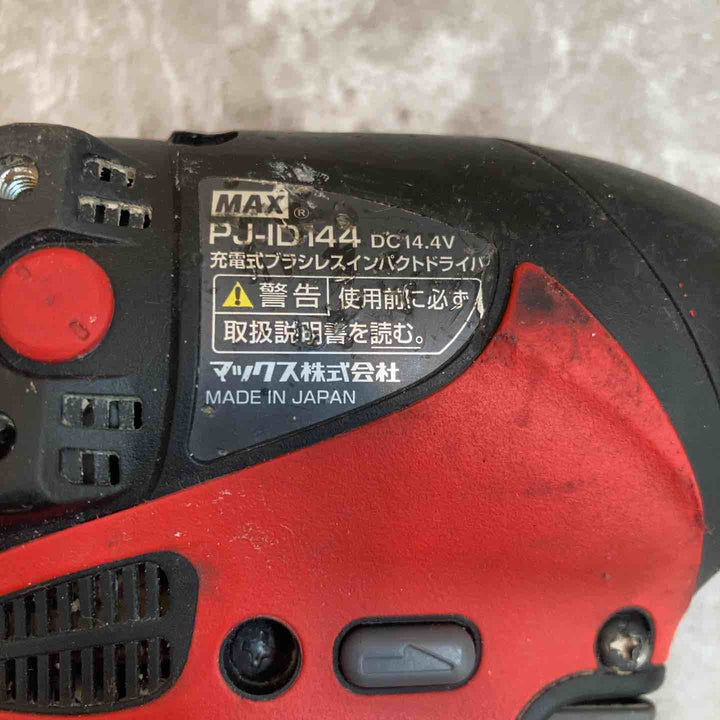 MAX®
PJ-ID144 DC14.4V
充電式ブラシレスインパクトドライバ
警告 使用前に必ず
取扱説明書を読む。
マックス株式会社
MADE IN JAPAN